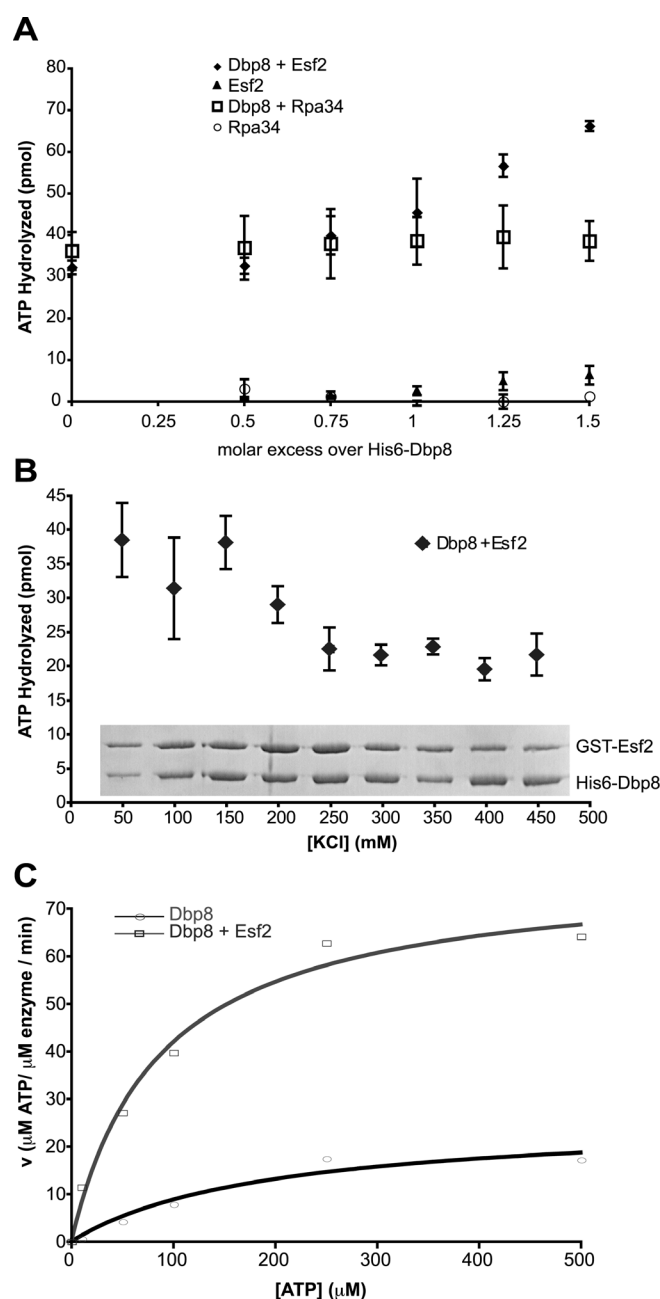 A
80
70
60
50
40
30
20
10
0
ATP Hydrolyzed (pmol)
Dbp8 + Esf2
Esf2
Dbp8 + Rpa34
Rpa34
0 0.25 0.5 0.75 1 1.25 1.5
molar excess over His6-Dbp8
B
45
40
35
30
25
20
15
10
5
0
ATP Hydrolyzed (pmol)
Dbp8 +Esf2
GST-Esf2
His6-Dbp8
0 50 100 150 200 250 300 350 400 450 500
[KCl] (mM)
C
70
60
50
40
30
20
10
0
v (µM ATP/ µM enzyme / min)
Dbp8
Dbp8 + Esf2
0 100 200 300 400 500
[ATP] (µM)